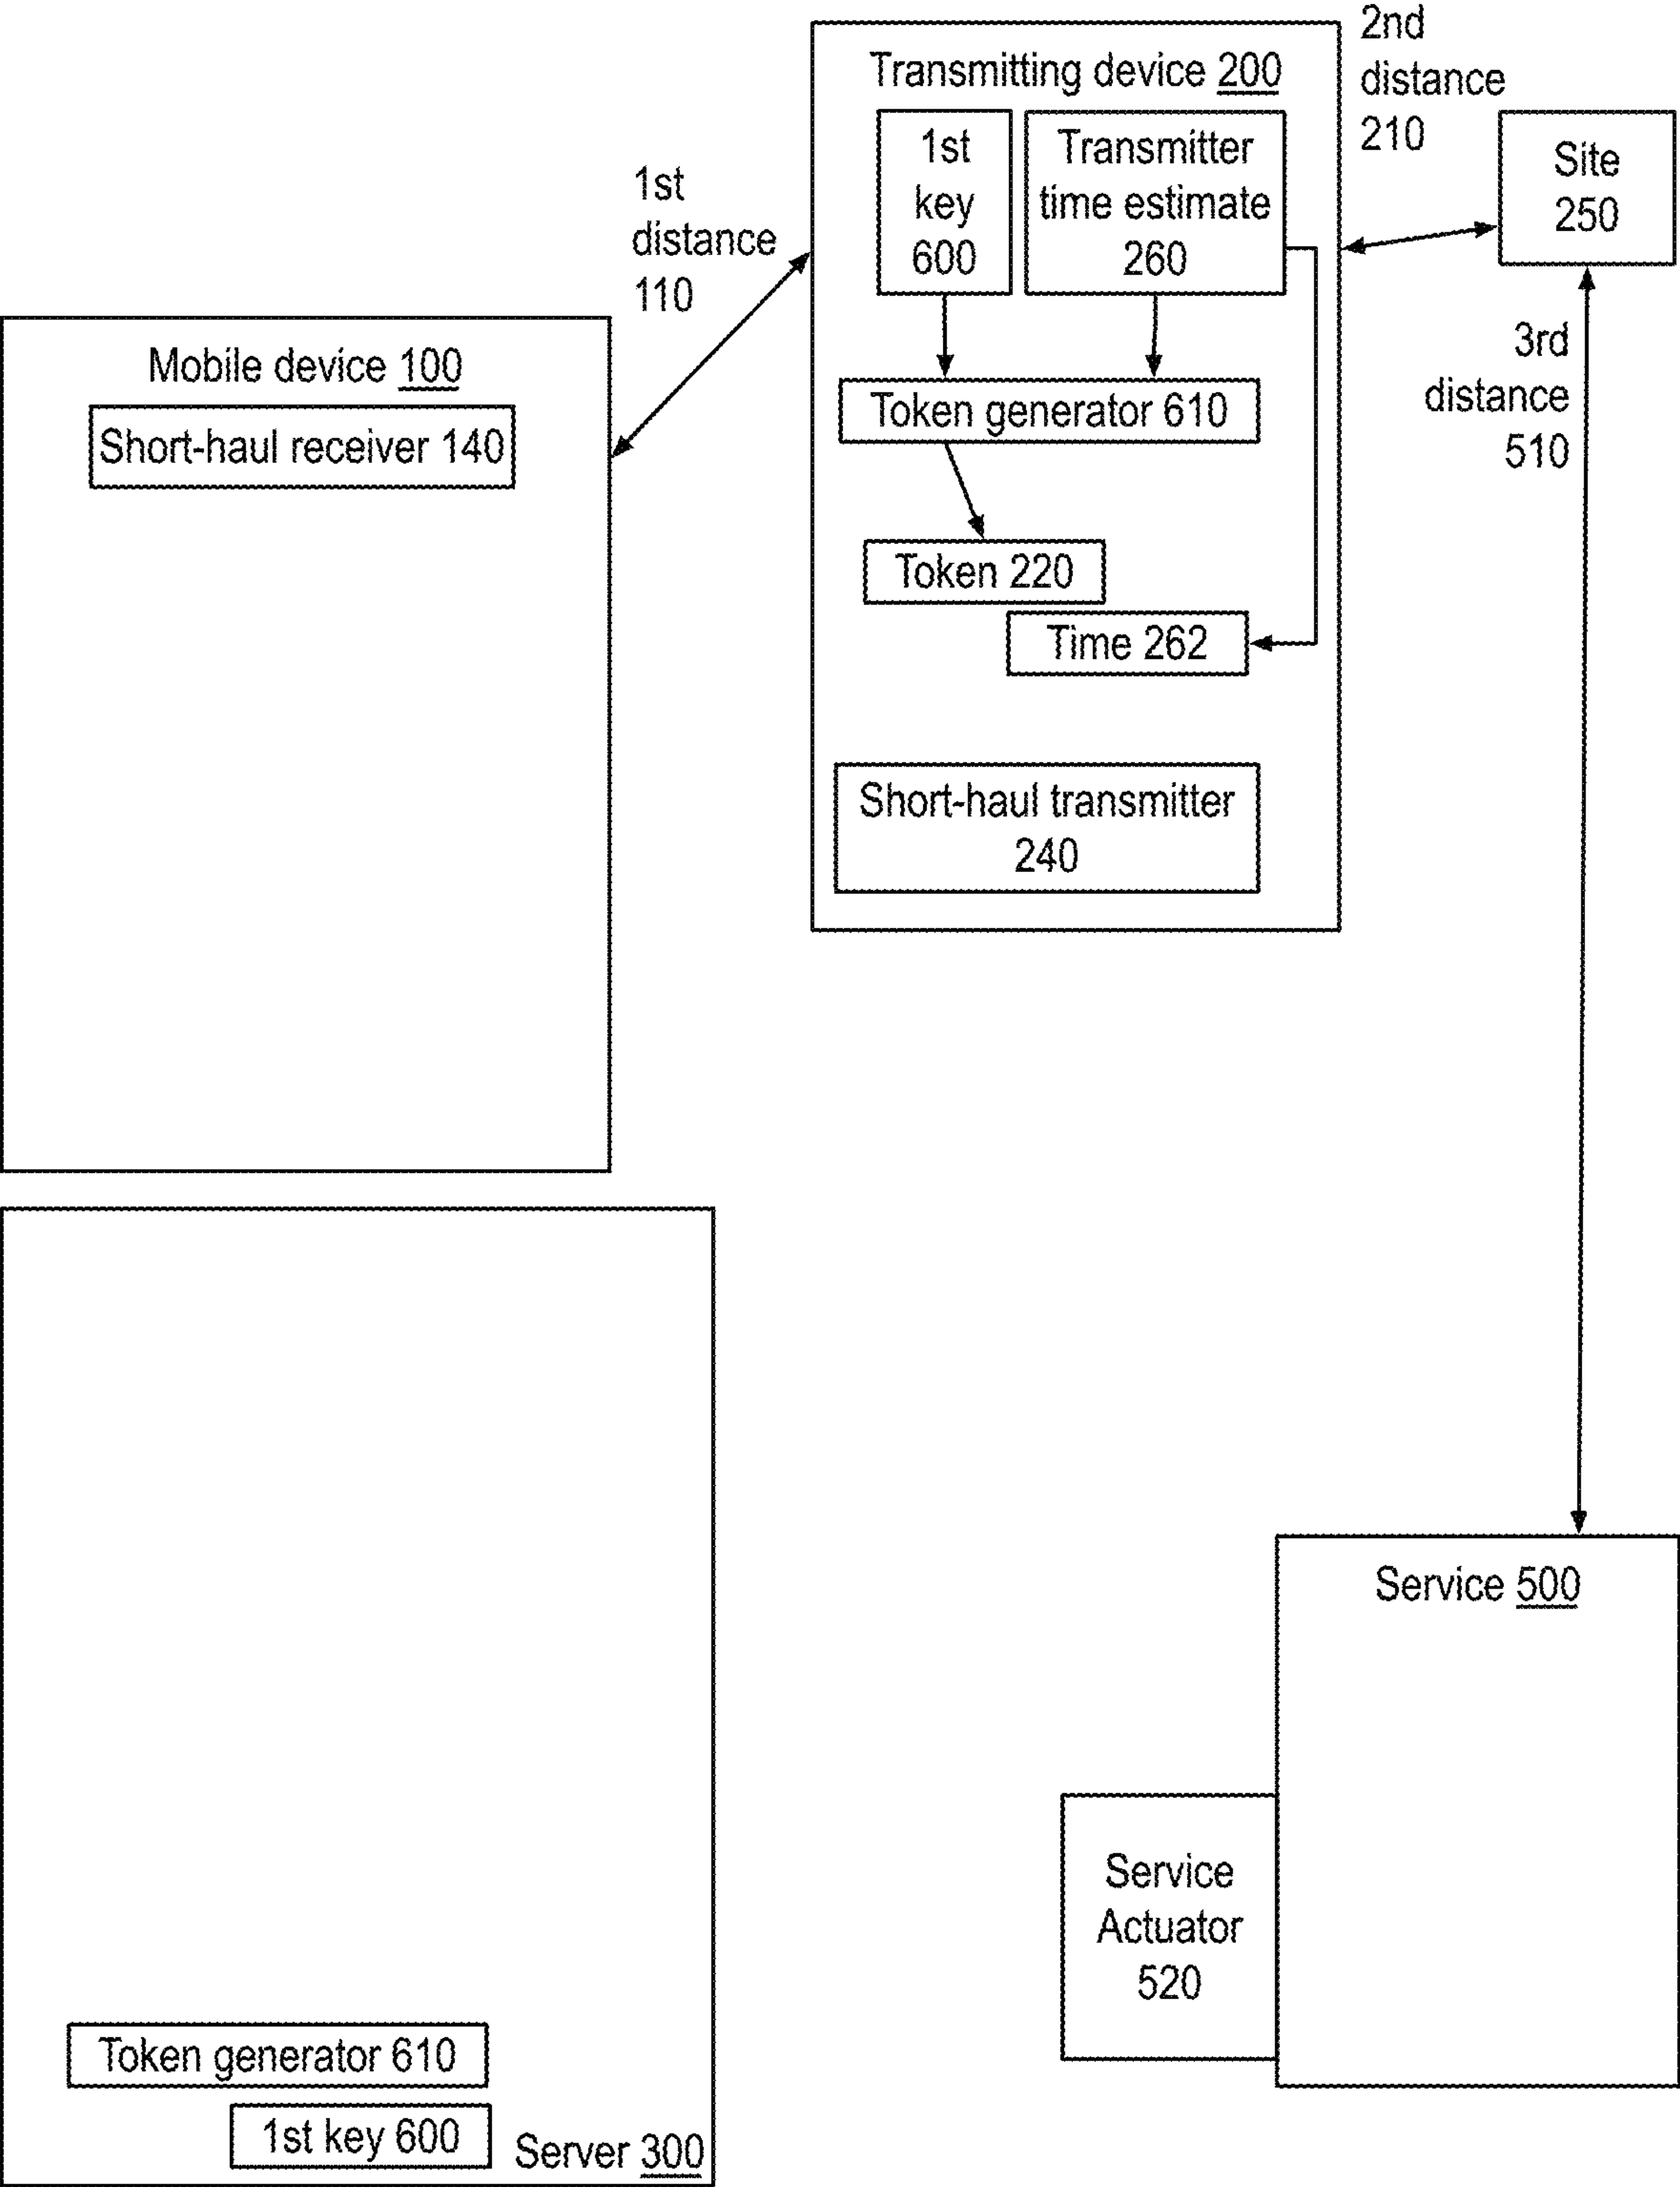 Transmitting device 200
1st
key
600
Transmitter
time estimate
260
Token generator 610
Token 220
Time 262
Short-haul transmitter
240
2nd
distance
210
Site
250
1st
distance
110
3rd
distance
510
Mobile device 100
Short-haul receiver 140
Service 500
Service
Actuator
520
Token generator 610
1st key 600
Server 300